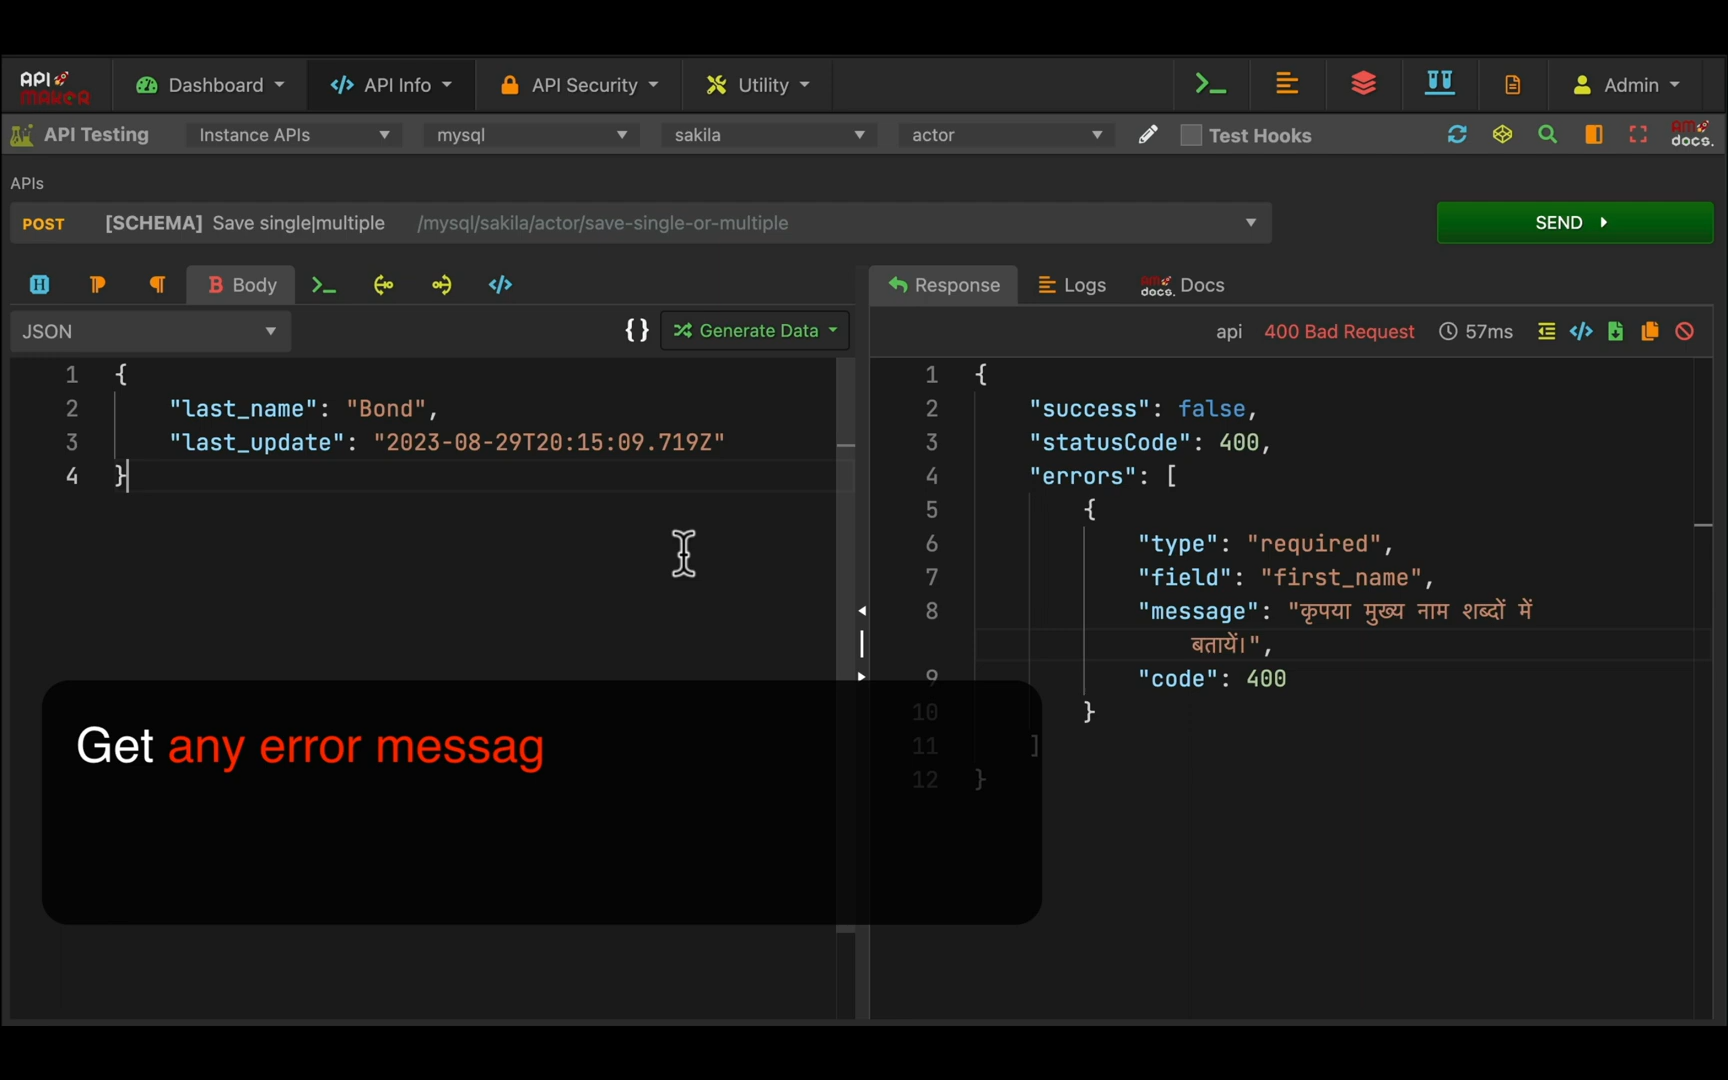 API MAKER
Dashboard
API Info
API Security
Utility
Admin
API Testing
Instance APIs
mysql
sakila
actor
Test Hooks
AM docs.
APIs
POST [SCHEMA] Save single|multiple /mysql/sakila/actor/save-single-or-multiple
SEND
B Body
Response
Logs
AM docs. Docs
JSON
{} Generate Data
api 400 Bad Request 57ms
1 {
2 "last_name": "Bond",
3 "last_update": "2023-08-29T20:15:09.719Z"
4 }
1 {
2 "success": false,
3 "statusCode": 400,
4 "errors": [
5 {
6 "type": "required",
7 "field": "first_name",
8 "message": "कृपया मुख्य नाम शब्दों में
बतायें।",
9 "code": 400
10 }
11 ]
12 }
Get any error messag